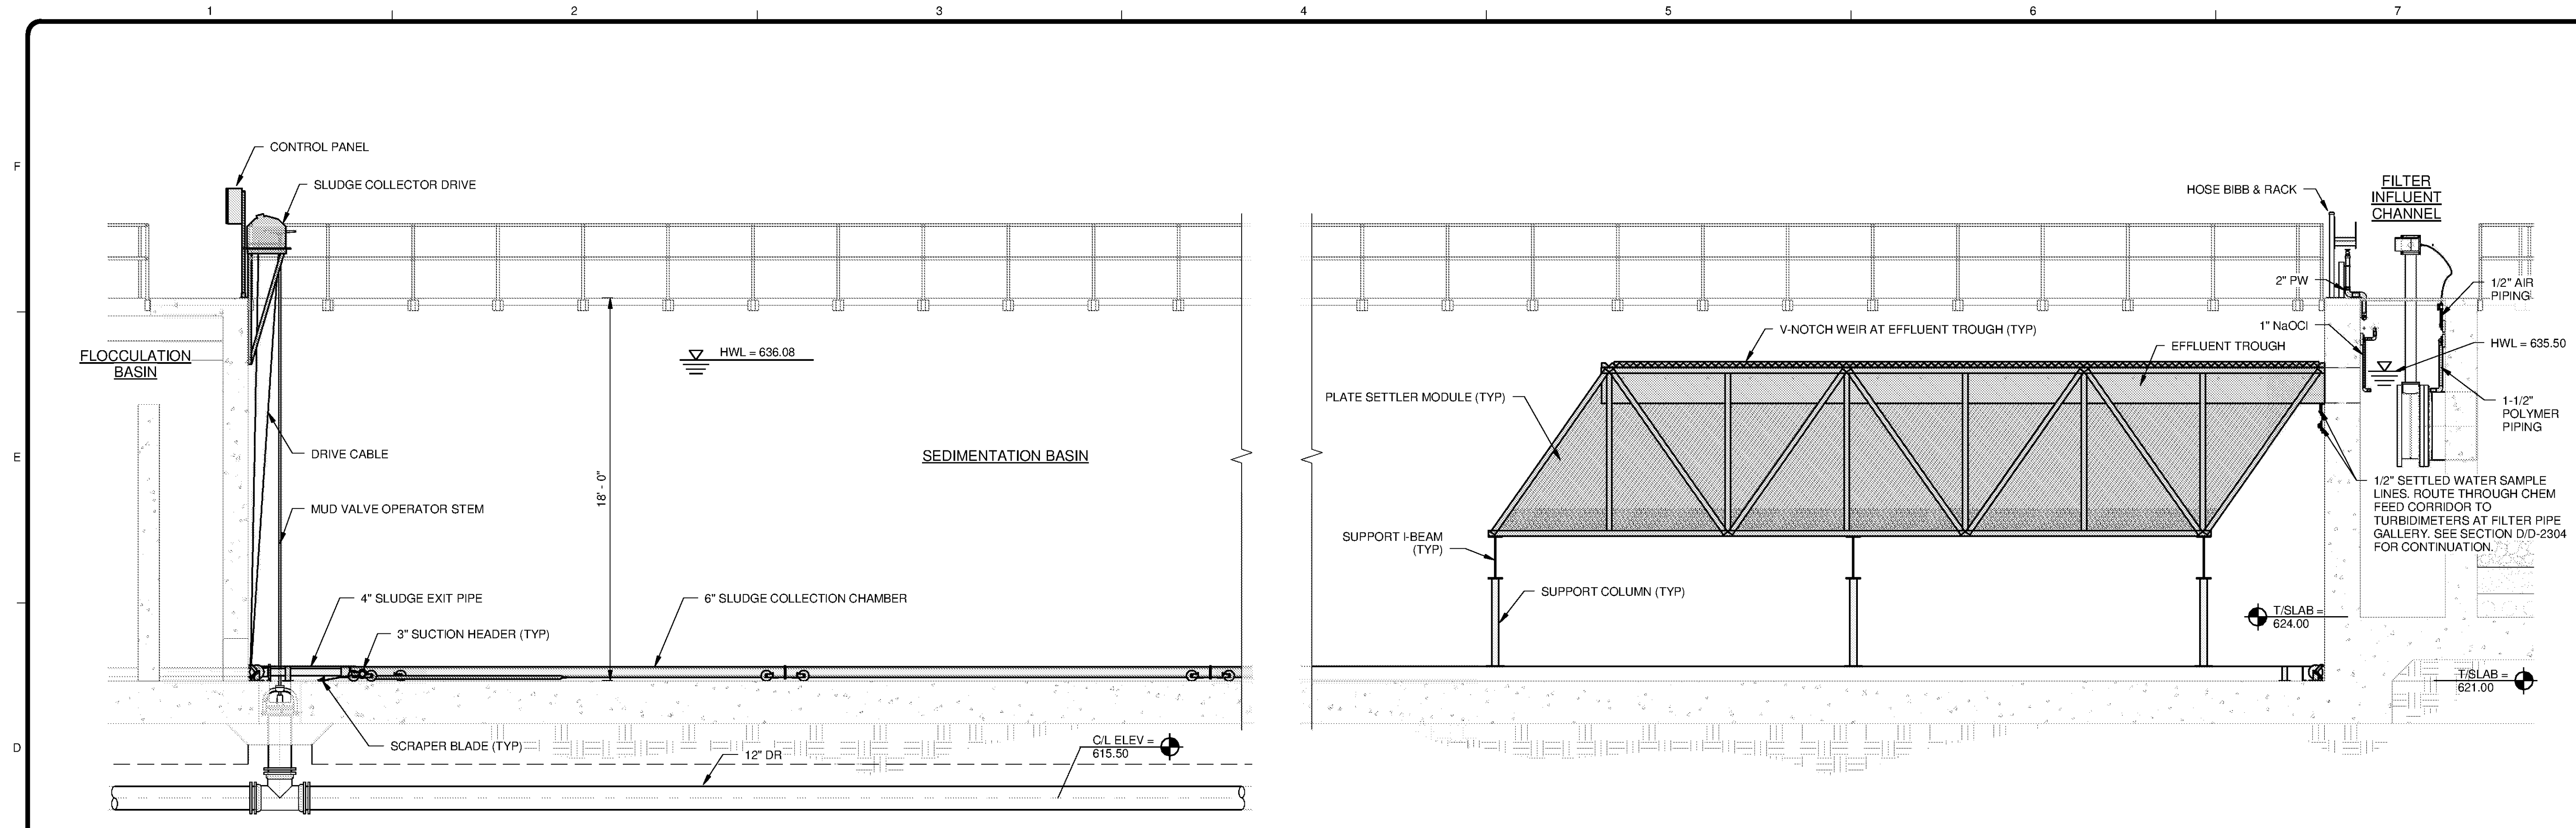 1 2 3 4 5 6 7
F
E
D
CONTROL PANEL
SLUDGE COLLECTOR DRIVE
FLOCCULATION
BASIN
HWL = 636.08
DRIVE CABLE
SEDIMENTATION BASIN
18' - 0"
MUD VALVE OPERATOR STEM
4" SLUDGE EXIT PIPE
6" SLUDGE COLLECTION CHAMBER
3" SUCTION HEADER (TYP)
SCRAPER BLADE (TYP)
12" DR
C/L ELEV =
615.50
HOSE BIBB & RACK
FILTER
INFLUENT
CHANNEL
2" PW
1/2" AIR
PIPING
1" NaOCl
V-NOTCH WEIR AT EFFLUENT TROUGH (TYP)
EFFLUENT TROUGH
HWL = 635.50
PLATE SETTLER MODULE (TYP)
1-1/2"
POLYMER
PIPING
1/2" SETTLED WATER SAMPLE
LINES. ROUTE THROUGH CHEM
FEED CORRIDOR TO
TURBIDIMETERS AT FILTER PIPE
GALLERY. SEE SECTION D/D-2304
FOR CONTINUATION.
SUPPORT I-BEAM
(TYP)
SUPPORT COLUMN (TYP)
T/SLAB =
624.00
T/SLAB =
621.00